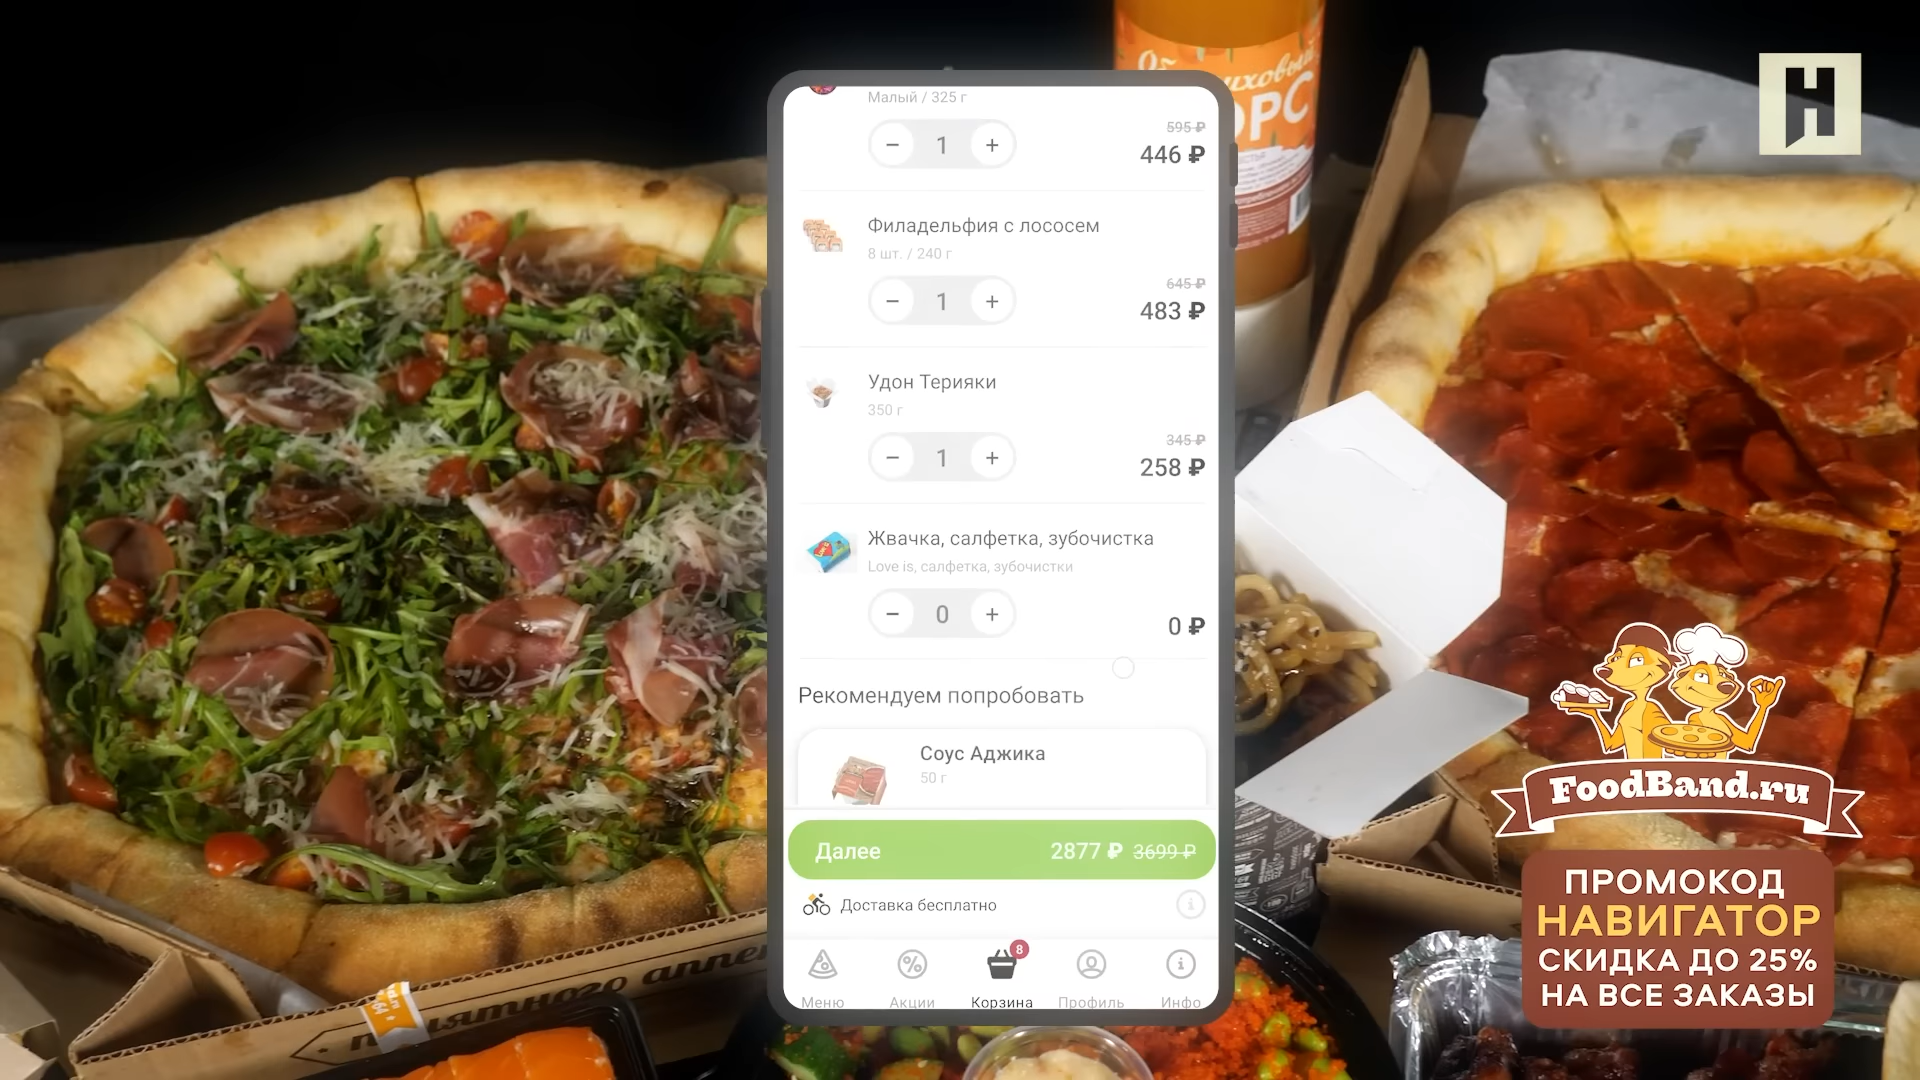 Малый / 325 г
1
595 ₽
446 ₽
Филадельфия с лососем
8 шт. / 240 г
1
645 ₽
483 ₽
Удон Терияки
350 г
1
345 ₽
258 ₽
Жвачка, салфетка, зубочистка
Love is, салфетка, зубочистки
0
0 ₽
Рекомендуем попробовать
Соус Аджика
50 г
Далее
2877 ₽ 3699 ₽
Доставка бесплатно
8
Меню
Акции
Корзина
Профиль
Инфо
Н
FoodBand.ru
ПРОМОКОД
НАВИГАТОР
СКИДКА ДО 25%
НА ВСЕ ЗАКАЗЫ